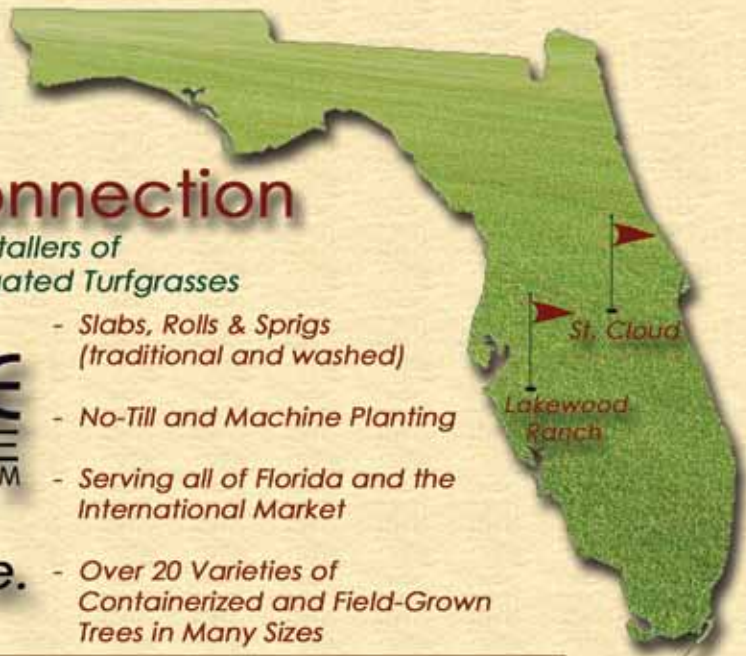 onnection
tallers of
ated Turfgrasses
- Slabs, Rolls & Sprigs
(traditional and washed)
- No-Till and Machine Planting
- Serving all of Florida and the
International Market
e. - Over 20 Varieties of
Containerized and Field-Grown
Trees in Many Sizes
St. Cloud
Lakewood
Ranch